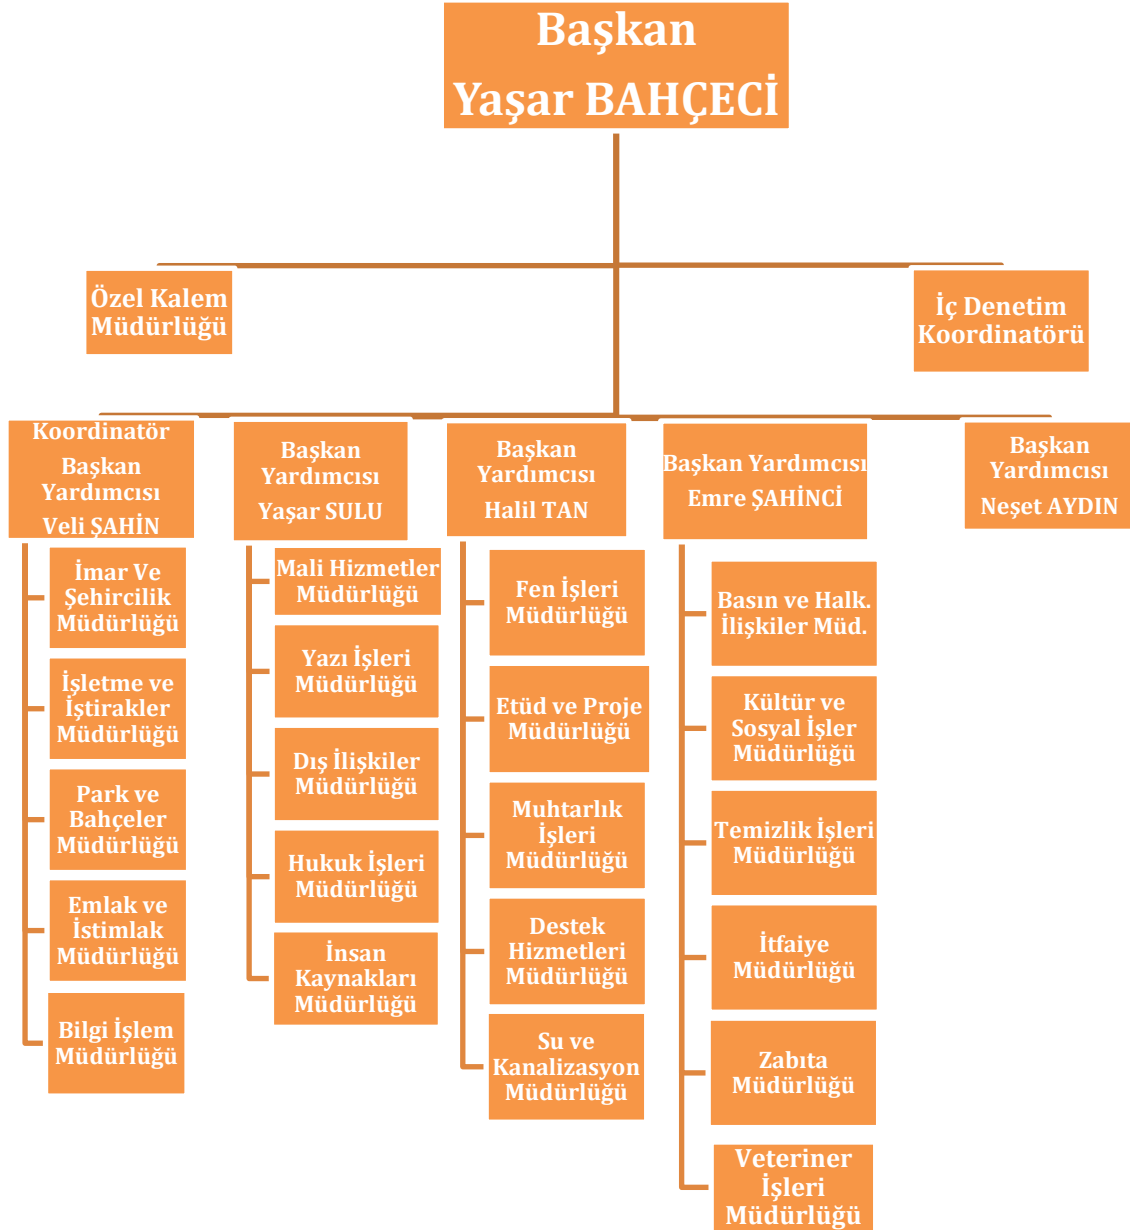 Başkan
Yaşar BAHÇECİ
Özel Kalem
Müdürlüğü
İç Denetim
Koordinatörü
Koordinatör
Başkan
Yardımcısı
Veli ŞAHİN
Başkan
Yardımcısı
Yaşar SULU
Başkan
Yardımcısı
Halil TAN
Başkan Yardımcısı
Emre ŞAHİNCİ
Başkan
Yardımcısı
Neşet AYDIN
İmar Ve
Şehircilik
Müdürlüğü
İşletme ve
İştirakler
Müdürlüğü
Park ve
Bahçeler
Müdürlüğü
Emlak ve
İstimlak
Müdürlüğü
Bilgi İşlem
Müdürlüğü
Mali Hizmetler
Müdürlüğü
Yazı İşleri
Müdürlüğü
Dış İlişkiler
Müdürlüğü
Hukuk İşleri
Müdürlüğü
İnsan
Kaynakları
Müdürlüğü
Fen İşleri
Müdürlüğü
Etüd ve Proje
Müdürlüğü
Muhtarlık
İşleri
Müdürlüğü
Destek
Hizmetleri
Müdürlüğü
Su ve
Kanalizasyon
Müdürlüğü
Basın ve Halk.
İlişkiler Müd.
Kültür ve
Sosyal İşler
Müdürlüğü
Temizlik İşleri
Müdürlüğü
İtfaiye
Müdürlüğü
Zabıta
Müdürlüğü
Veteriner
İşleri
Müdürlüğü